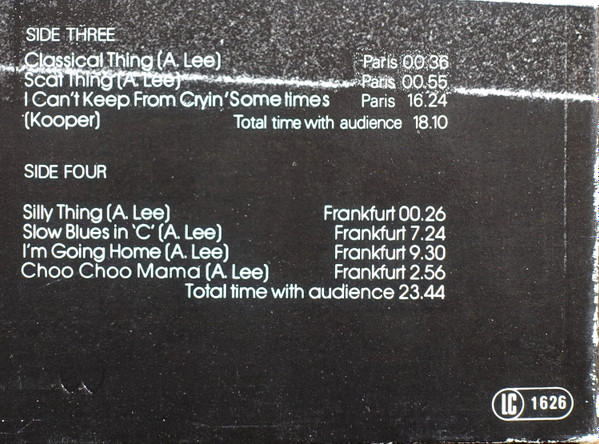 SIDE THREE
Classical Thing (A. Lee) Paris 00.36
Scat Thing (A. Lee) Paris 00.55
I Can't Keep From Cryin' Sometimes Paris 16.24
(Kooper) Total time with audience 18.10
SIDE FOUR
Silly Thing (A. Lee) Frankfurt 00.26
Slow Blues in 'C' (A. Lee) Frankfurt 7.24
I'm Going Home (A. Lee) Frankfurt 9.30
Choo Choo Mama (A. Lee) Frankfurt 2.56
Total time with audience 23.44
LC 1626